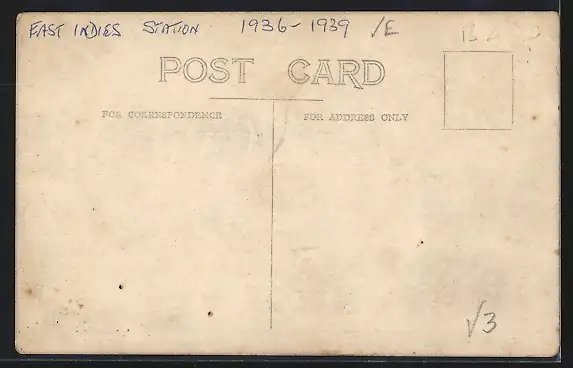 EAST INDIES STATION 1936-1939 √E
POST CARD
FOR CORRESPONDENCE
FOR ADDRESS ONLY
√3